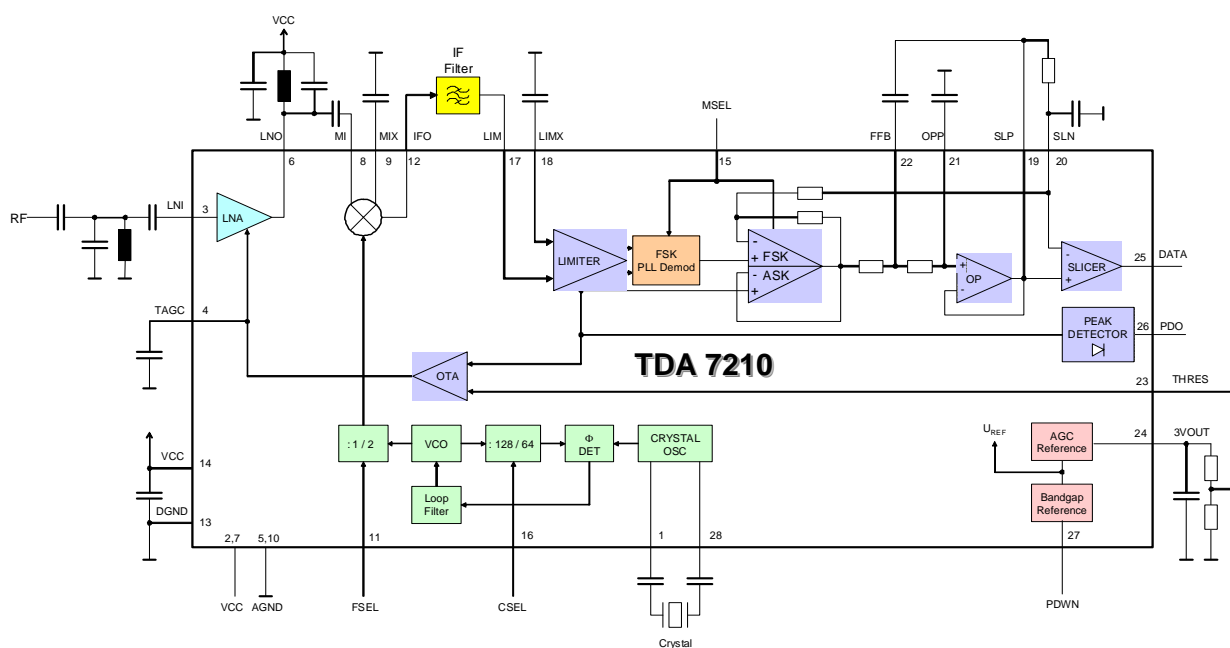 VCC
IF
Filter
MSEL
LNO
MI
MIX
IFO
LIM
LIMX
FFB
OPP
SLP
SLN
6
8
9
12
17
18
15
22
21
19
20
RF
LNI
3
LNA
LIMITER
FSK
PLL Demod
-
+
FSK
-
ASK
+
+
OP
-
-
SLICER
+
25
DATA
TAGC
4
PEAK
DETECTOR
26
PDO
OTA
TDA 7210
23
THRES
: 1 / 2
VCO
: 128 / 64
Φ
DET
CRYSTAL
OSC
UREF
AGC
Reference
24
3VOUT
VCC
14
Loop
Filter
Bandgap
Reference
DGND
13
2,7
5,10
11
16
1
28
27
VCC
AGND
FSEL
CSEL
PDWN
Crystal